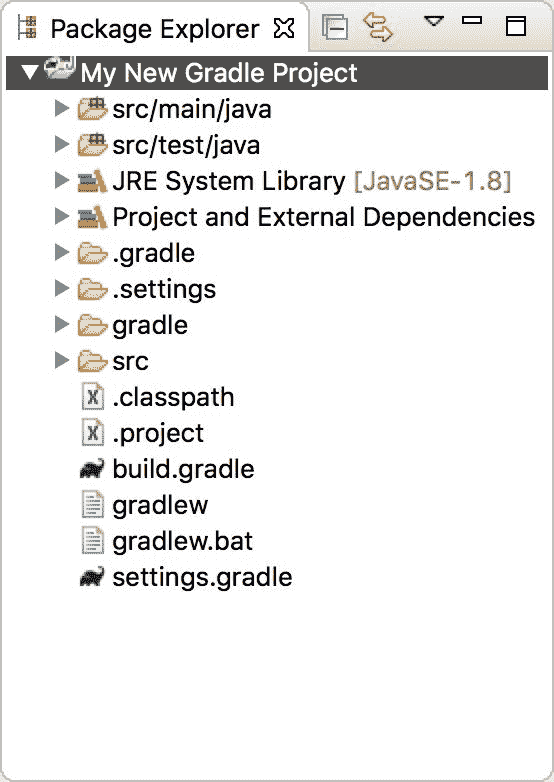 Package Explorer
My New Gradle Project
src/main/java
src/test/java
JRE System Library [JavaSE-1.8]
Project and External Dependencies
.gradle
.settings
gradle
src
.classpath
.project
build.gradle
gradlew
gradlew.bat
settings.gradle